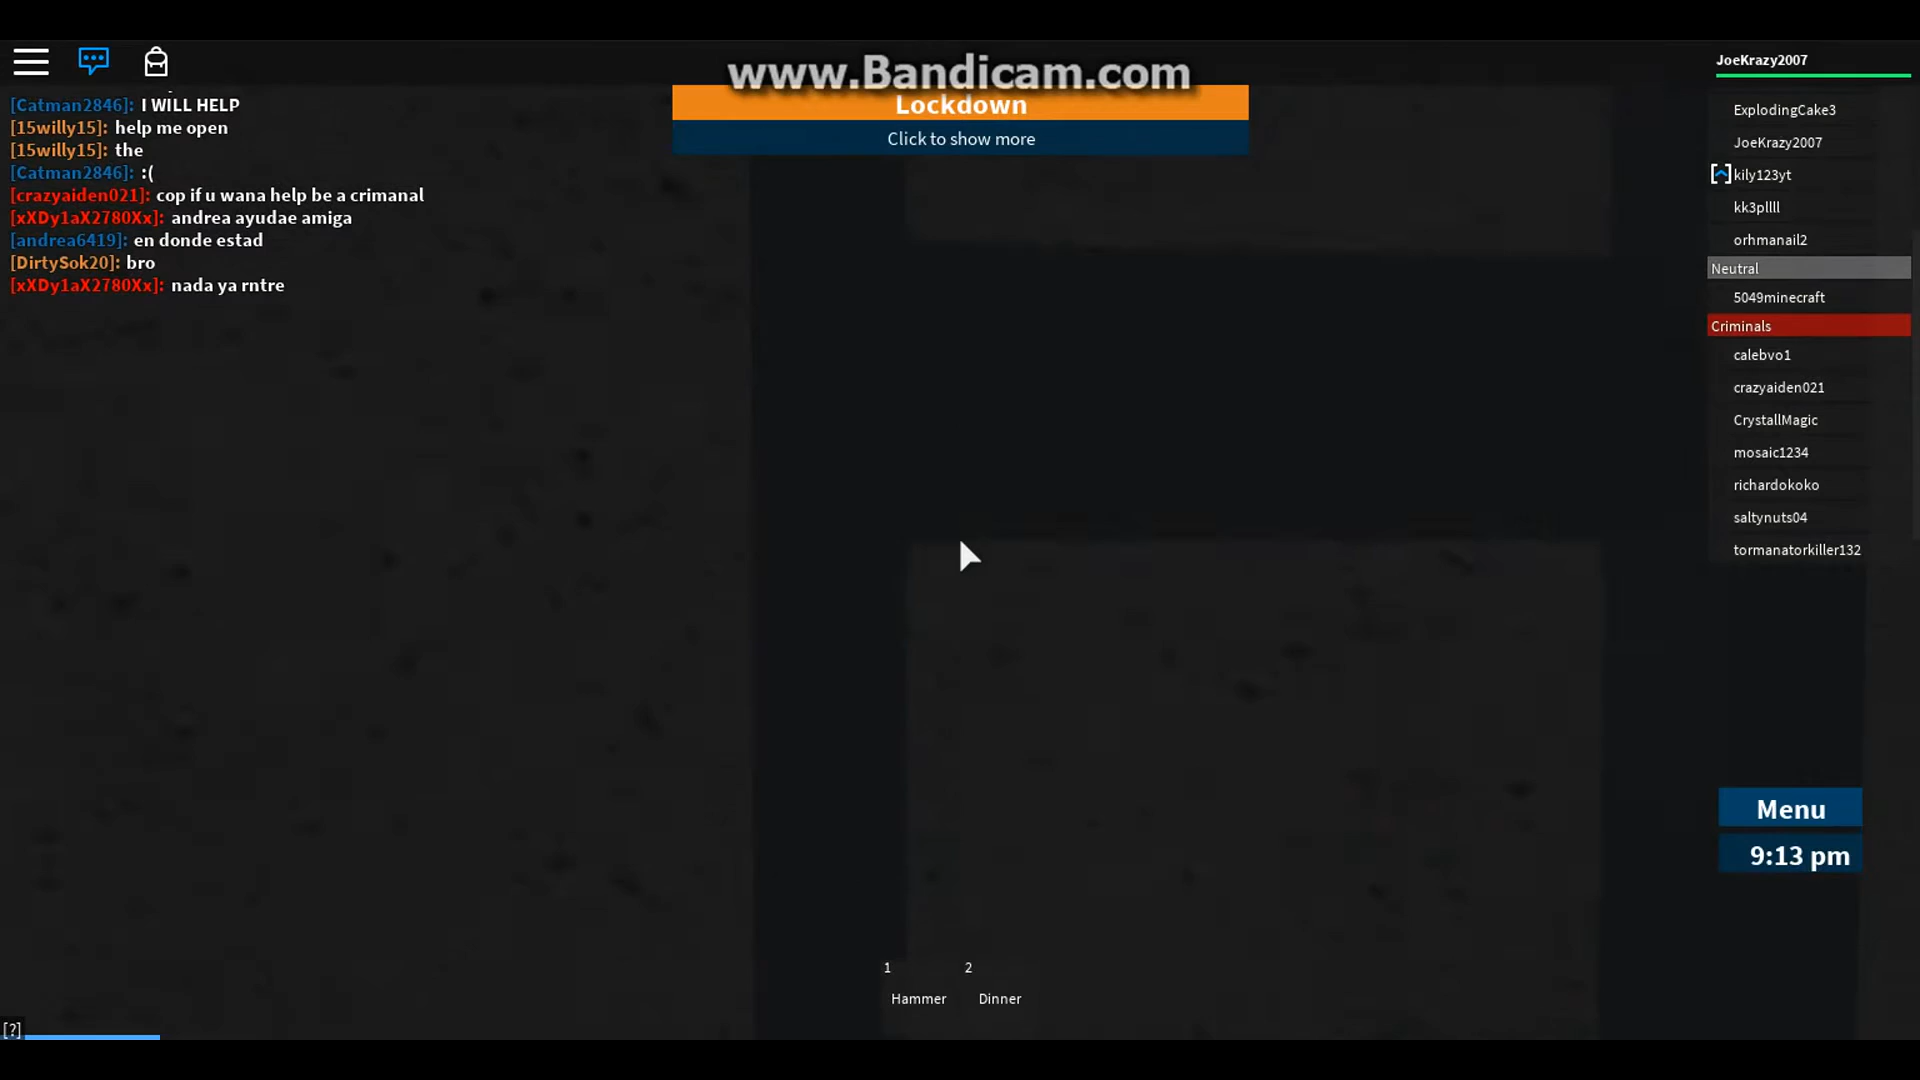 www.Bandicam.com
JoeKrazy2007
Lockdown
Click to show more
[Catman2846]: I WILL HELP
[15willy15]: help me open
[15willy15]: the
[Catman2846]: :(
[crazyaiden021]: cop if u wana help be a crimanal
[xXDy1aX2780Xx]: andrea ayudae amiga
[andrea6419]: en donde estad
[DirtySok20]: bro
[xXDy1aX2780Xx]: nada ya rntre
ExplodingCake3
JoeKrazy2007
kily123yt
kk3pllll
orhmanail2
Neutral
5049minecraft
Criminals
calebvo1
crazyaiden021
CrystallMagic
mosaic1234
richardokoko
saltynuts04
tormanatorkiller132
Menu
9:13 pm
1 2
Hammer Dinner
[?]